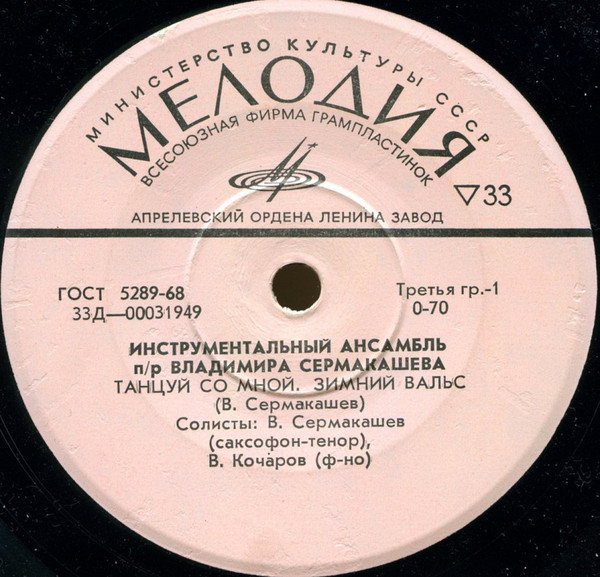 МИНИСТЕРСТВО КУЛЬТУРЫ СССР
МЕЛОДИЯ
ВСЕСОЮЗНАЯ ФИРМА ГРАМПЛАСТИНОК
▽33
АПРЕЛЕВСКИЙ ОРДЕНА ЛЕНИНА ЗАВОД
ГОСТ 5289-68 Третья гр.-1
33Д—00031949 0-70
ИНСТРУМЕНТАЛЬНЫЙ АНСАМБЛЬ
п/р ВЛАДИМИРА СЕРМАКАШЕВА
ТАНЦУЙ СО МНОЙ. ЗИМНИЙ ВАЛЬС
(В. Сермакашев)
Солисты: В. Сермакашев
(саксофон-тенор),
В. Кочаров (ф-но)